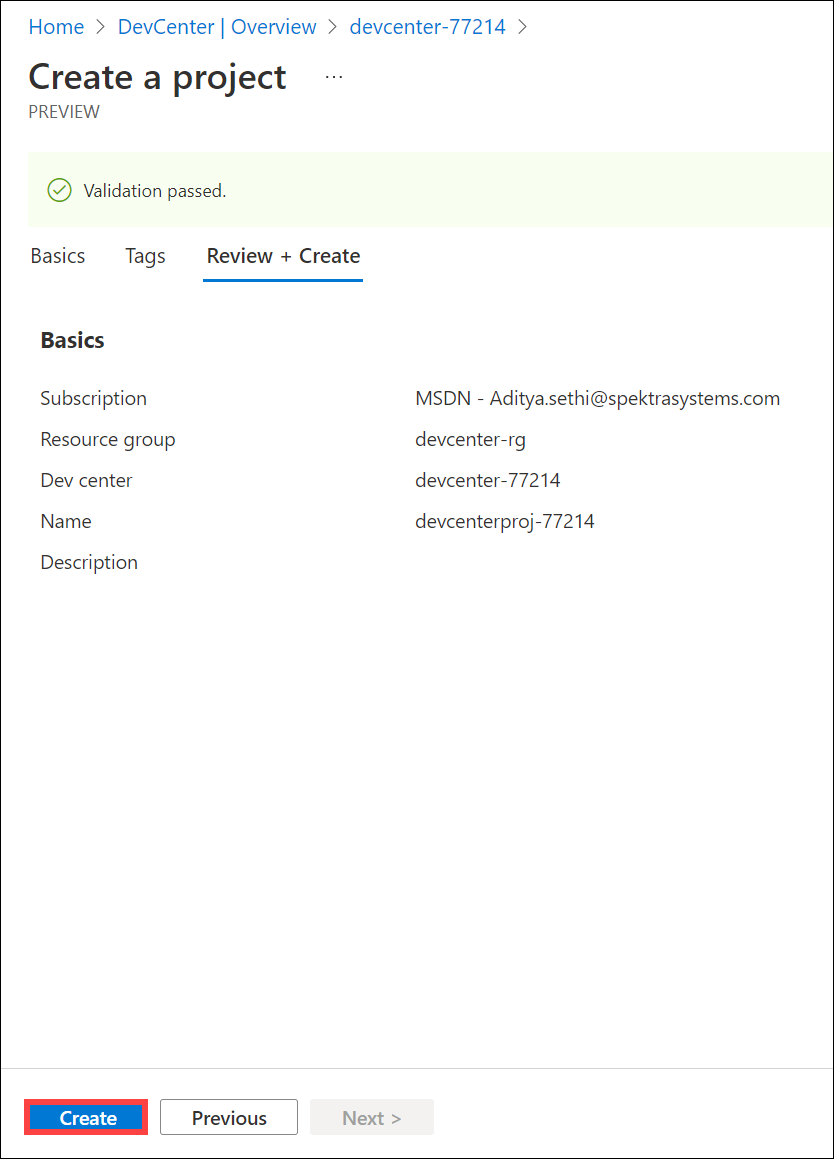 Home > DevCenter | Overview > devcenter-77214 >
Create a project ...
PREVIEW
Validation passed.
Basics Tags Review + Create
Basics
Subscription MSDN - Aditya.sethi@spektrasystems.com
Resource group devcenter-rg
Dev center devcenter-77214
Name devcenterproj-77214
Description
Create Previous Next >